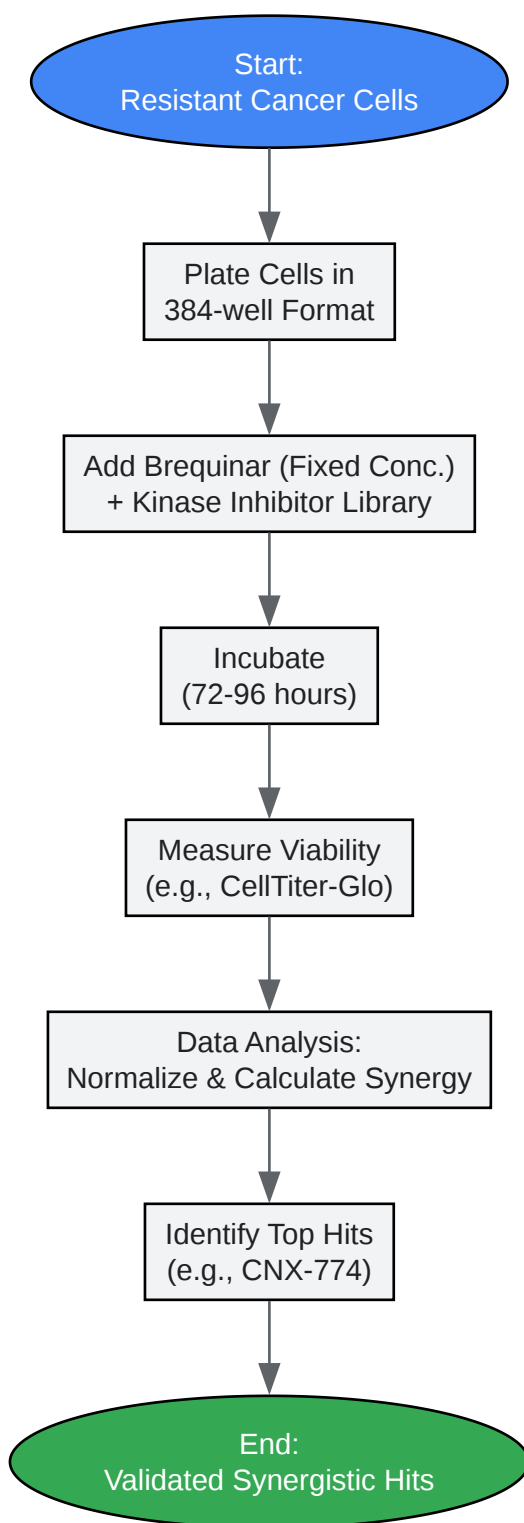 Start:
Resistant Cancer Cells
Plate Cells in
384-well Format
Add Brequinar (Fixed Conc.)
+ Kinase Inhibitor Library
Incubate
(72-96 hours)
Measure Viability
(e.g., CellTiter-Glo)
Data Analysis:
Normalize & Calculate Synergy
Identify Top Hits
(e.g., CNX-774)
End:
Validated Synergistic Hits